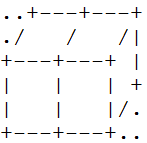 ..+---+---+
./   /   /|
+---+---+ |
|   |   | +
|   |   |/.
+---+---+..